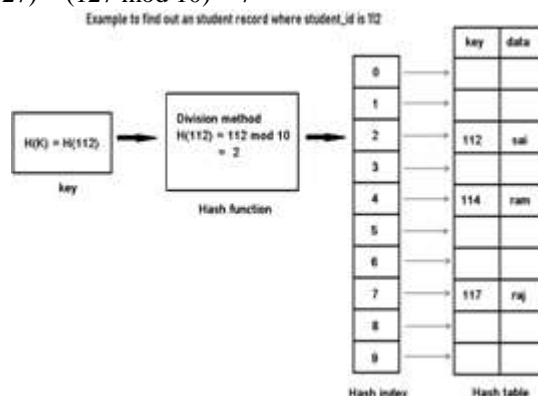 27) (127 mod 10)
Example to find out an student record where student_id is 112
key data
0
1
H(K) = H(112)
Division method
H(112) = 112 mod 10
= 2
2 112 sai
3
key
4 114 ram
Hash function
5
6
7 117 raj
8
9
Hash index
Hash table